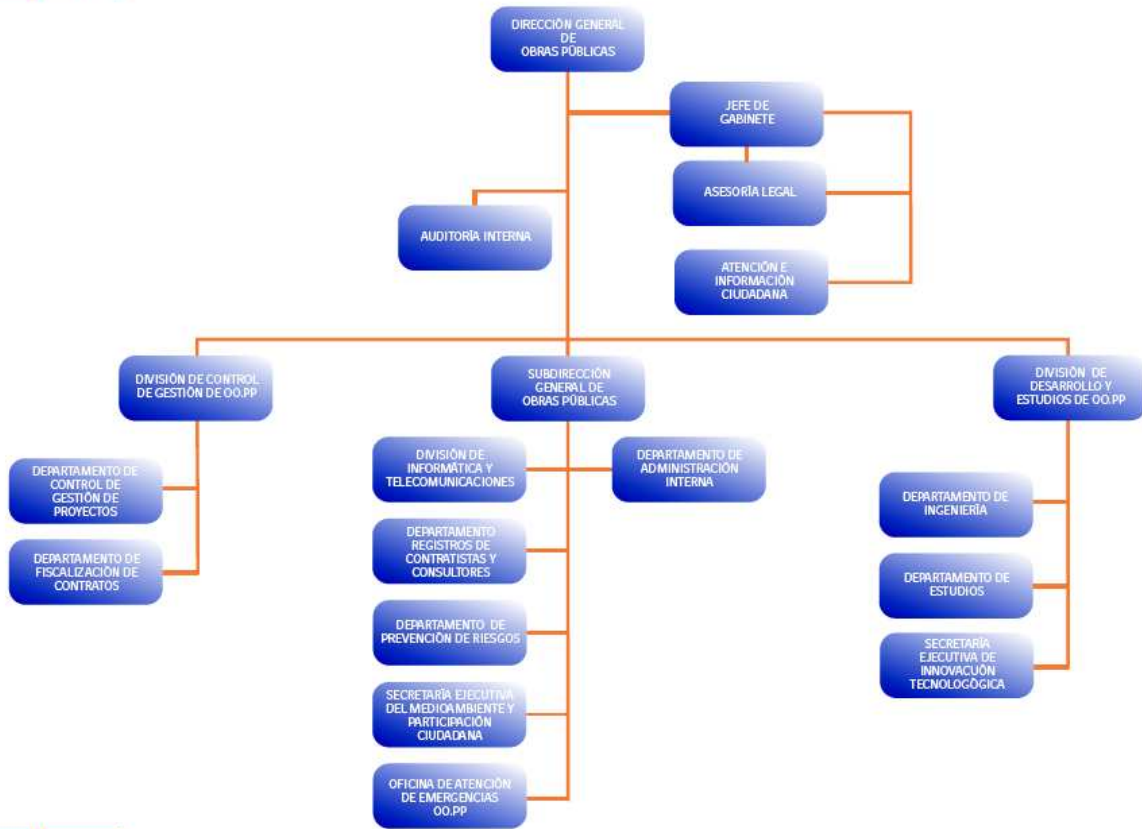 DIRECCIÓN GENERAL
DE
OBRAS PÚBLICAS
JEFE DE
GABINETE
ASESORÍA LEGAL
AUDITORÍA INTERNA
ATENCIÓN E
INFORMACIÓN
CIUDADANA
DIVISIÓN DE CONTROL
DE GESTIÓN DE OO.PP
SUBDIRECCIÓN
GENERAL DE
OBRAS PÚBLICAS
DIVISIÓN DE
DESARROLLO Y
ESTUDIOS DE OO.PP
DEPARTAMENTO DE
CONTROL DE
GESTIÓN DE
PROYECTOS
DEPARTAMENTO DE
FISCALIZACIÓN DE
CONTRATOS
DIVISIÓN DE
INFORMÁTICA Y
TELECOMUNICACIONES
DEPARTAMENTO DE
ADMINISTRACIÓN
INTERNA
DEPARTAMENTO
REGISTROS DE
CONTRATISTAS Y
CONSULTORES
DEPARTAMENTO DE
PREVENCIÓN DE RIESGOS
SECRETARÍA EJECUTIVA
DEL MEDIOAMBIENTE Y
PARTICIPACIÓN
CIUDADANA
OFICINA DE ATENCIÓN
DE EMERGENCIAS
OO.PP
DEPARTAMENTO DE
INGENIERÍA
DEPARTAMENTO DE
ESTUDIOS
SECRETARÍA
EJECUTIVA DE
INNOVACUÓN
TECNOLOGÓGICA